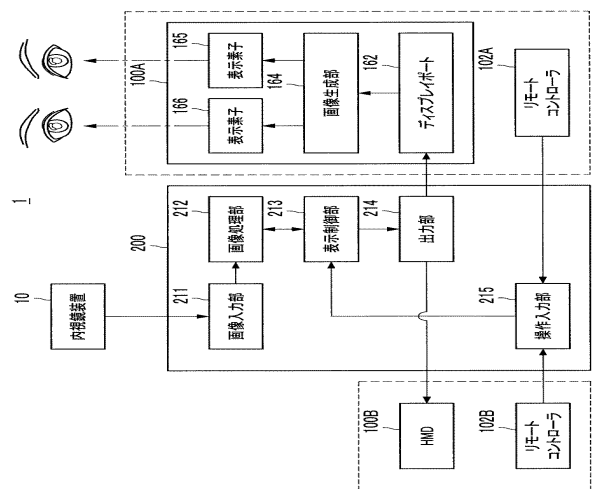 1
10
内視鏡装置
200
211
画像入力部
212
画像処理部
213
表示制御部
214
出力部
215
操作入力部
100A
166
表示素子
165
表示素子
164
画像生成部
162
ディスプレイポート
102A
リモート
コントローラ
100B
HMD
102B
リモート
コントローラ